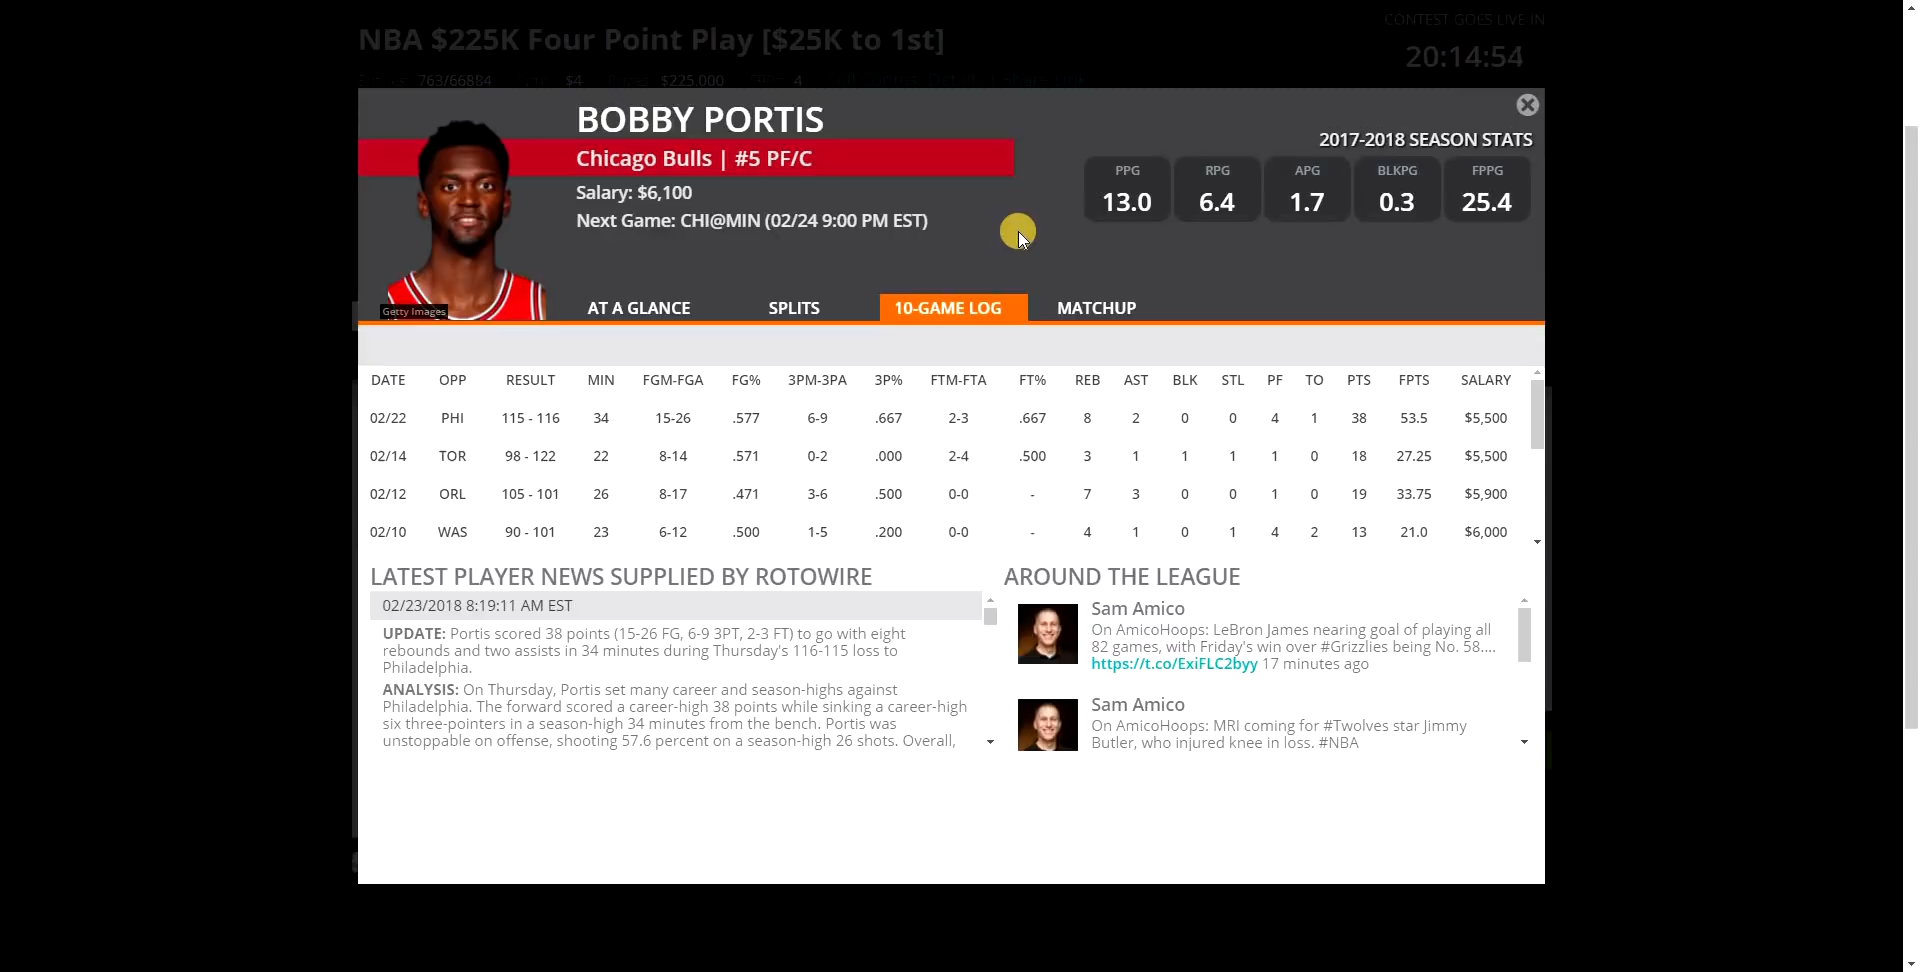 NBA $225K Four Point Play [$25K to 1st]
CONTEST GOES LIVE IN
20:14:54
763/66884 $4 $225,000 4
BOBBY PORTIS
Chicago Bulls | #5 PF/C
Salary: $6,100
Next Game: CHI@MIN (02/24 9:00 PM EST)
Getty Images
2017-2018 SEASON STATS
PPG RPG APG BLKPG FPPG
13.0 6.4 1.7 0.3 25.4
AT A GLANCE SPLITS 10-GAME LOG MATCHUP
DATE OPP RESULT MIN FGM-FGA FG% 3PM-3PA 3P% FTM-FTA FT% REB AST BLK STL PF TO PTS FPTS SALARY
02/22 PHI 115 - 116 34 15-26 .577 6-9 .667 2-3 .667 8 2 0 0 4 1 38 53.5 $5,500
02/14 TOR 98 - 122 22 8-14 .571 0-2 .000 2-4 .500 3 1 1 1 1 0 18 27.25 $5,500
02/12 ORL 105 - 101 26 8-17 .471 3-6 .500 0-0 - 7 3 0 0 1 0 19 33.75 $5,900
02/10 WAS 90 - 101 23 6-12 .500 1-5 .200 0-0 - 4 1 0 1 4 2 13 21.0 $6,000
LATEST PLAYER NEWS SUPPLIED BY ROTOWIRE
02/23/2018 8:19:11 AM EST
UPDATE: Portis scored 38 points (15-26 FG, 6-9 3PT, 2-3 FT) to go with eight
rebounds and two assists in 34 minutes during Thursday's 116-115 loss to
Philadelphia.
ANALYSIS: On Thursday, Portis set many career and season-highs against
Philadelphia. The forward scored a career-high 38 points while sinking a career-high
six three-pointers in a season-high 34 minutes from the bench. Portis was
unstoppable on offense, shooting 57.6 percent on a season-high 26 shots. Overall,
AROUND THE LEAGUE
Sam Amico
On AmicoHoops: LeBron James nearing goal of playing all
82 games, with Friday's win over #Grizzlies being No. 58....
https://t.co/ExiFLC2byy 17 minutes ago
Sam Amico
On AmicoHoops: MRI coming for #Twolves star Jimmy
Butler, who injured knee in loss. #NBA